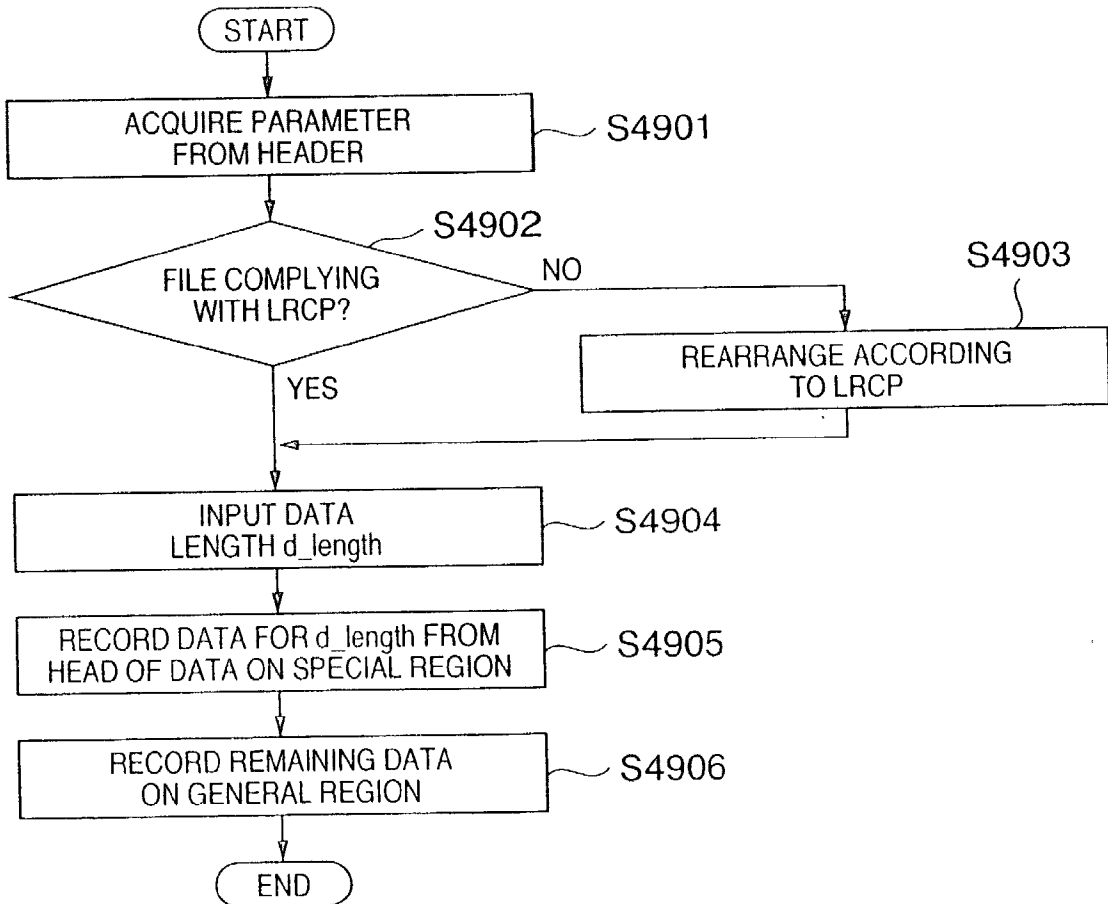 START
ACQUIRE PARAMETER
FROM HEADER
S4901
S4902
FILE COMPLYING
WITH LRCP?
NO
S4903
REARRANGE ACCORDING
TO LRCP
YES
INPUT DATA
LENGTH d_length
S4904
RECORD DATA FOR d_length FROM
HEAD OF DATA ON SPECIAL REGION
S4905
RECORD REMAINING DATA
ON GENERAL REGION
S4906
END